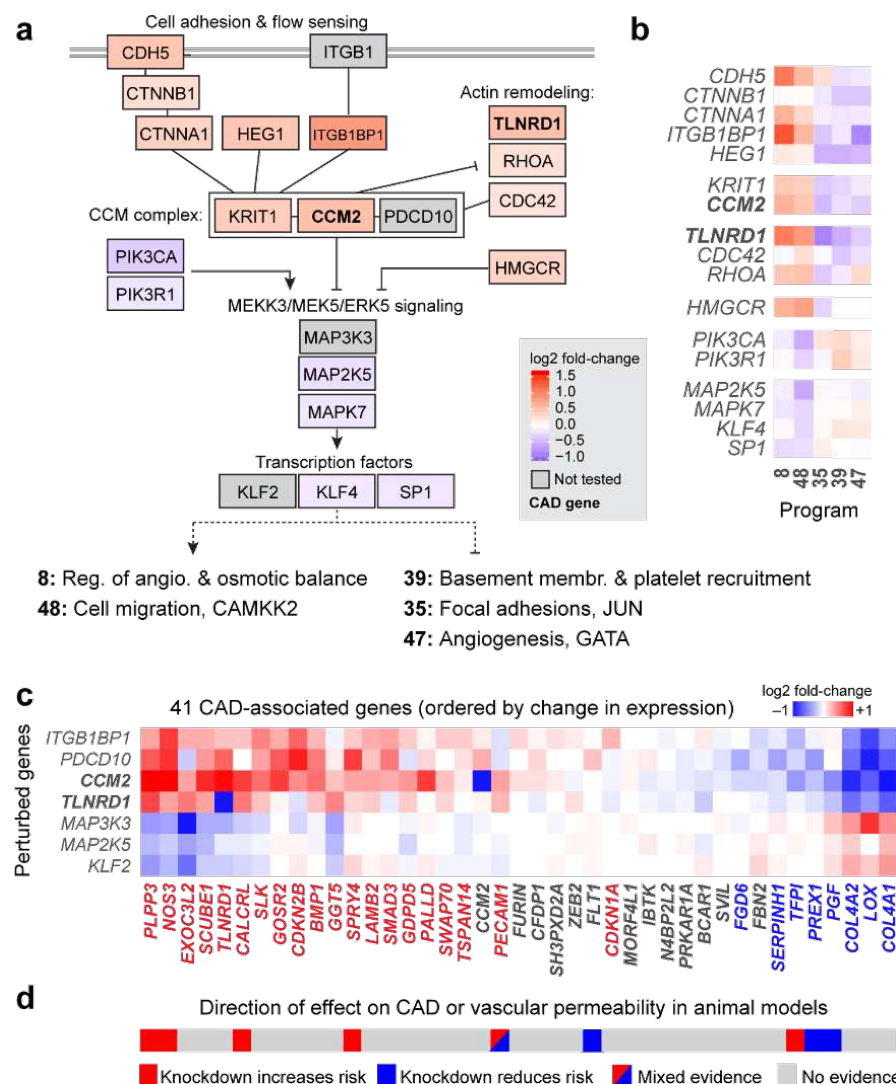 a
Cell adhesion & flow sensing
CDH5
ITGB1
CTNNB1
Actin remodeling:
CTNNA1
HEG1
ITGB1BP1
TLNRD1
RHOA
CDC42
CCM complex:
KRIT1
CCM2
PDCD10
PIK3CA
PIK3R1
HMGCR
MEKK3/MEK5/ERK5 signaling
MAP3K3
MAP2K5
MAPK7
Transcription factors
KLF2
KLF4
SP1
log2 fold-change
1.5
1.0
0.5
0.0
−0.5
−1.0
Not tested
CAD gene
8: Reg. of angio. & osmotic balance
48: Cell migration, CAMKK2
39: Basement membr. & platelet recruitment
35: Focal adhesions, JUN
47: Angiogenesis, GATA
b
CDH5
CTNNB1
CTNNA1
ITGB1BP1
HEG1
KRIT1
CCM2
TLNRD1
CDC42
RHOA
HMGCR
PIK3CA
PIK3R1
MAP2K5
MAPK7
KLF4
SP1
8
48
35
39
47
Program
c
41 CAD-associated genes (ordered by change in expression)
log2 fold-change
−1
+1
Perturbed genes
ITGB1BP1
PDCD10
CCM2
TLNRD1
MAP3K3
MAP2K5
KLF2
PLPP3
NOS3
EXOC3L2
SCUBE1
TLNRD1
CALCRL
SLK
GOSR2
CDKN2B
BMP1
GGT5
SPRY4
LAMB2
SMAD3
GDPD5
PALLD
SWAP70
TSPAN14
CCM2
PECAM1
FURIN
CFDP1
SH3PXD2A
ZEB2
FLT1
CDKN1A
MORF4L1
IBTK
N4BP2L2
PRKAR1A
BCAR1
SVIL
FGD6
FBN2
SERPINH1
TFPI
PREX1
PGF
COL4A2
LOX
COL4A1
d
Direction of effect on CAD or vascular permeability in animal models
Knockdown increases risk
Knockdown reduces risk
Mixed evidence
No evidence